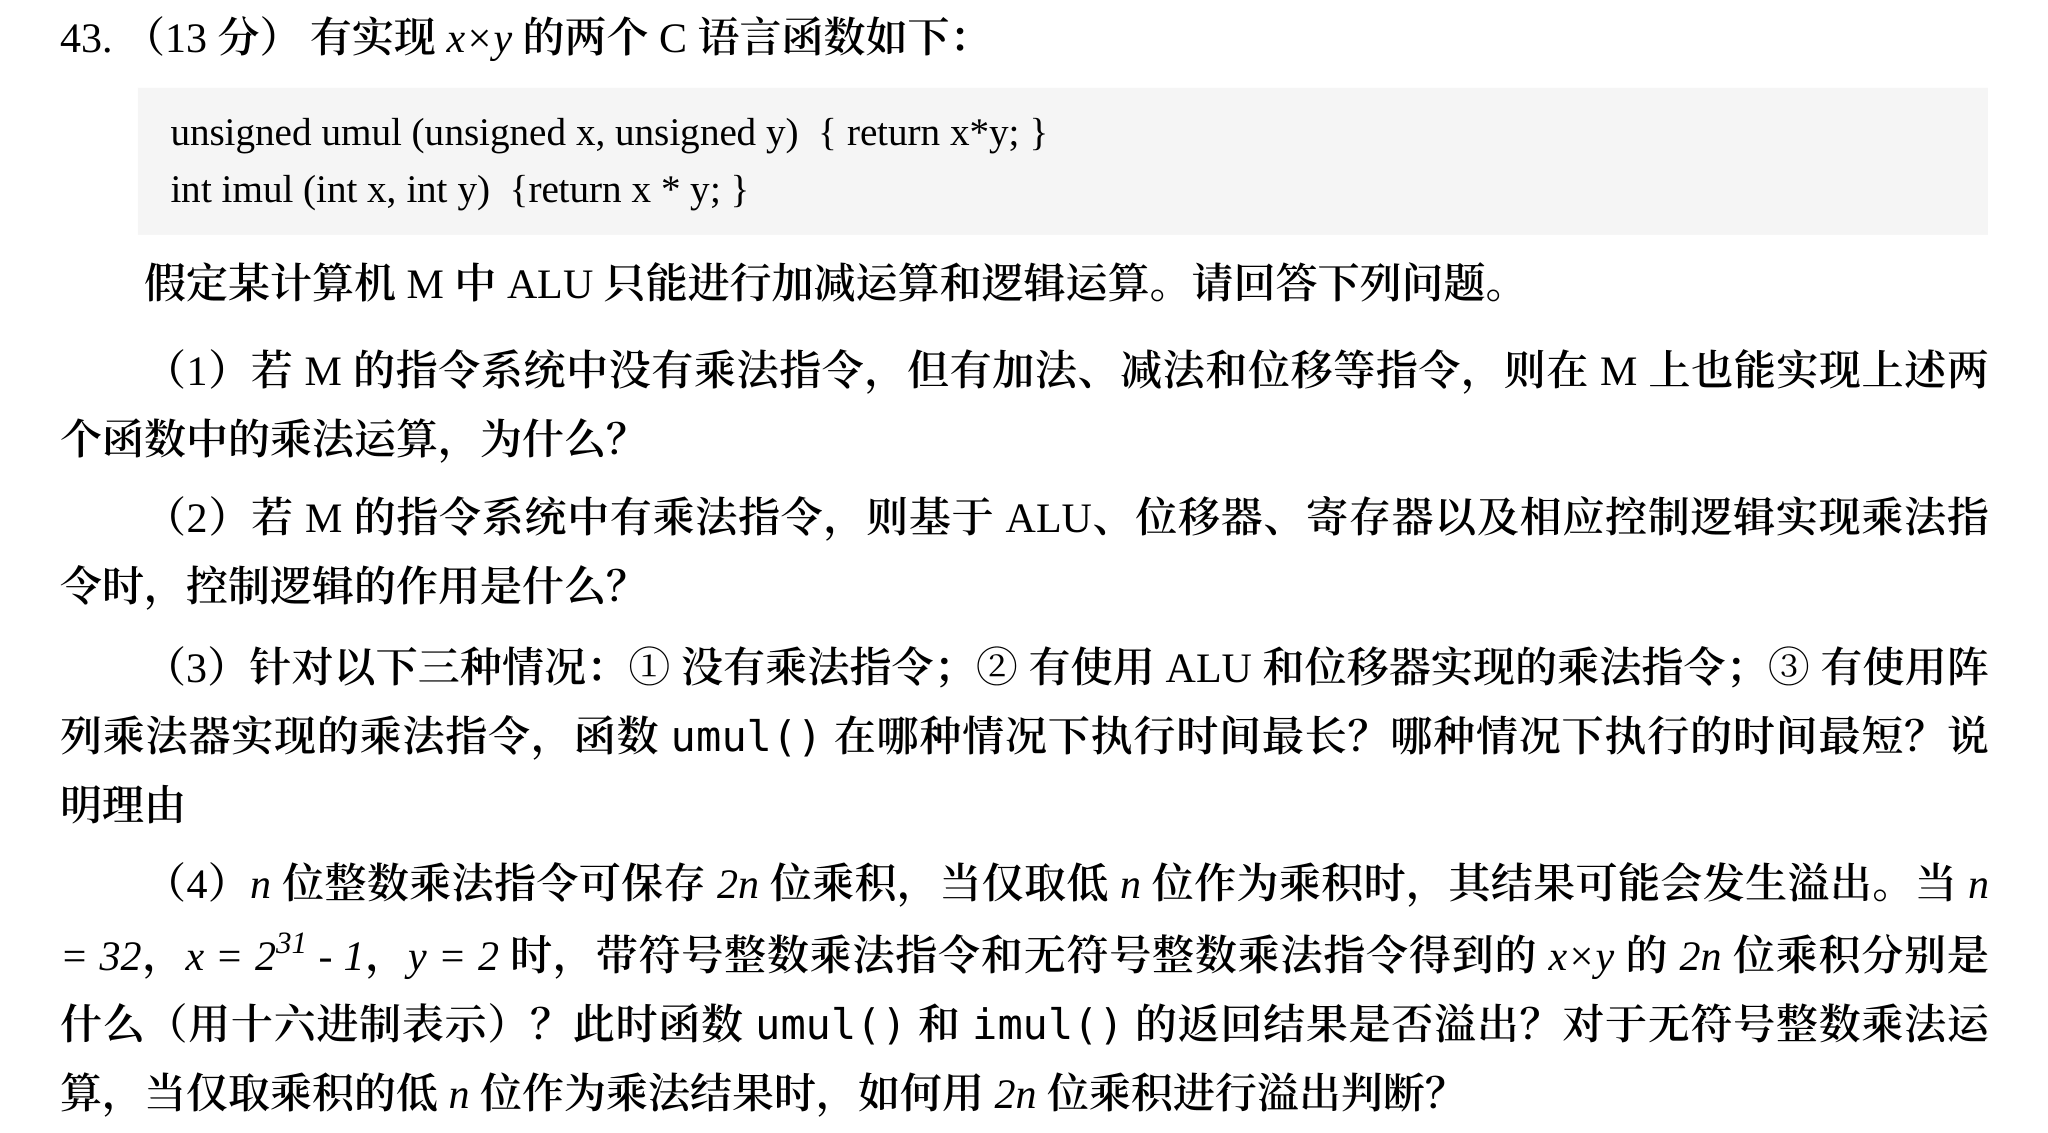 43. （13 分） 有实现 x×y 的两个 C 语言函数如下：
unsigned umul (unsigned x, unsigned y) { return x*y; }
int imul (int x, int y) {return x * y; }
假定某计算机 M 中 ALU 只能进行加减运算和逻辑运算。请回答下列问题。
（1）若 M 的指令系统中没有乘法指令，但有加法、减法和位移等指令，则在 M 上也能实现上述两
个函数中的乘法运算，为什么？
（2）若 M 的指令系统中有乘法指令，则基于 ALU、位移器、寄存器以及相应控制逻辑实现乘法指
令时，控制逻辑的作用是什么？
（3）针对以下三种情况：① 没有乘法指令；② 有使用 ALU 和位移器实现的乘法指令；③ 有使用阵
列乘法器实现的乘法指令，函数 umul() 在哪种情况下执行时间最长？哪种情况下执行的时间最短？说
明理由
（4）n 位整数乘法指令可保存 2n 位乘积，当仅取低 n 位作为乘积时，其结果可能会发生溢出。当 n
= 32，x = 2³¹ - 1，y = 2 时，带符号整数乘法指令和无符号整数乘法指令得到的 x×y 的 2n 位乘积分别是
什么（用十六进制表示）？此时函数 umul() 和 imul() 的返回结果是否溢出？对于无符号整数乘法运
算，当仅取乘积的低 n 位作为乘法结果时，如何用 2n 位乘积进行溢出判断？